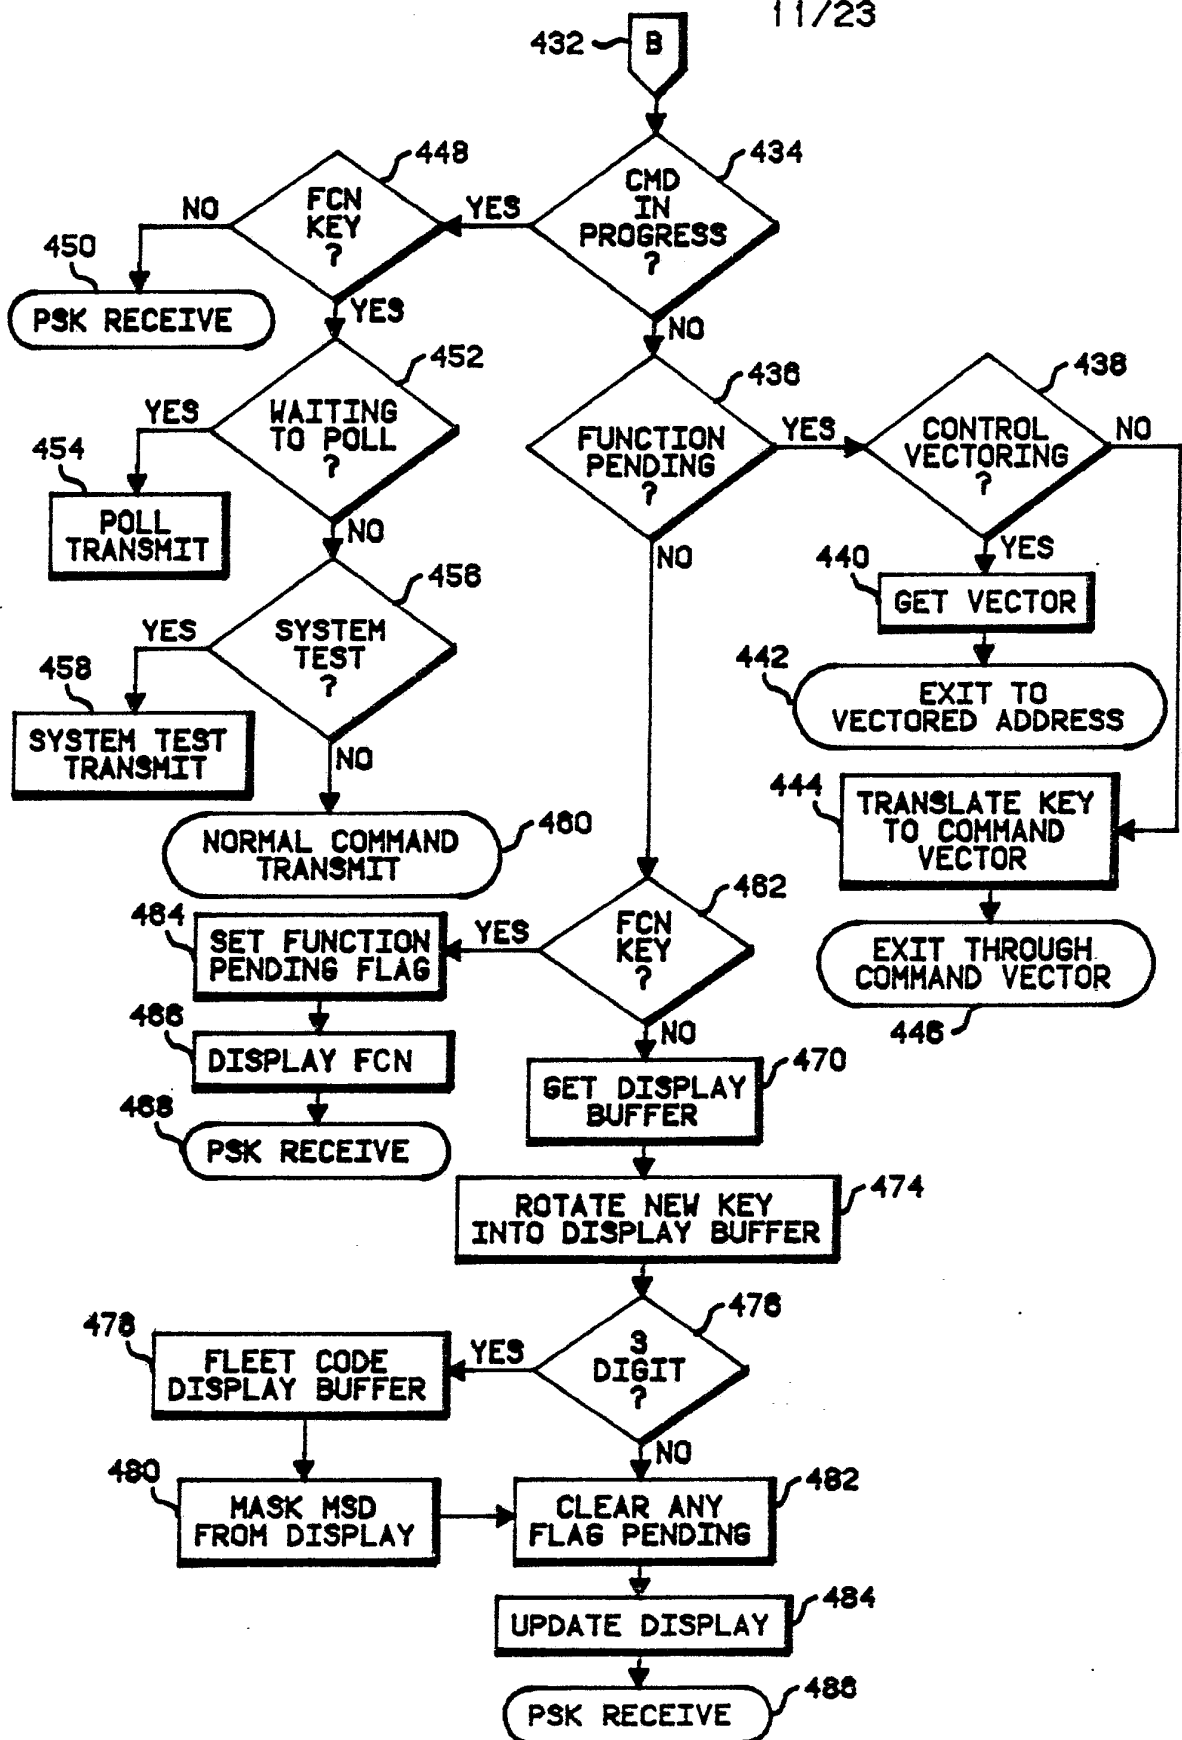 11/23
432
B
434
CMD
IN
PROGRESS
?
YES
NO
448
FCN
KEY
?
NO
YES
450
PSK RECEIVE
452
WAITING
TO POLL
?
YES
NO
454
POLL
TRANSMIT
456
SYSTEM
TEST
?
YES
NO
458
SYSTEM TEST
TRANSMIT
460
NORMAL COMMAND
TRANSMIT
436
FUNCTION
PENDING
?
YES
NO
438
CONTROL
VECTORING
?
NO
YES
440
GET VECTOR
442
EXIT TO
VECTORED ADDRESS
444
TRANSLATE KEY
TO COMMAND
VECTOR
EXIT THROUGH
COMMAND VECTOR
446
462
FCN
KEY
?
YES
NO
464
SET FUNCTION
PENDING FLAG
466
DISPLAY FCN
468
PSK RECEIVE
470
GET DISPLAY
BUFFER
474
ROTATE NEW KEY
INTO DISPLAY BUFFER
476
3
DIGIT
?
YES
NO
478
FLEET CODE
DISPLAY BUFFER
480
MASK MSD
FROM DISPLAY
482
CLEAR ANY
FLAG PENDING
484
UPDATE DISPLAY
486
PSK RECEIVE